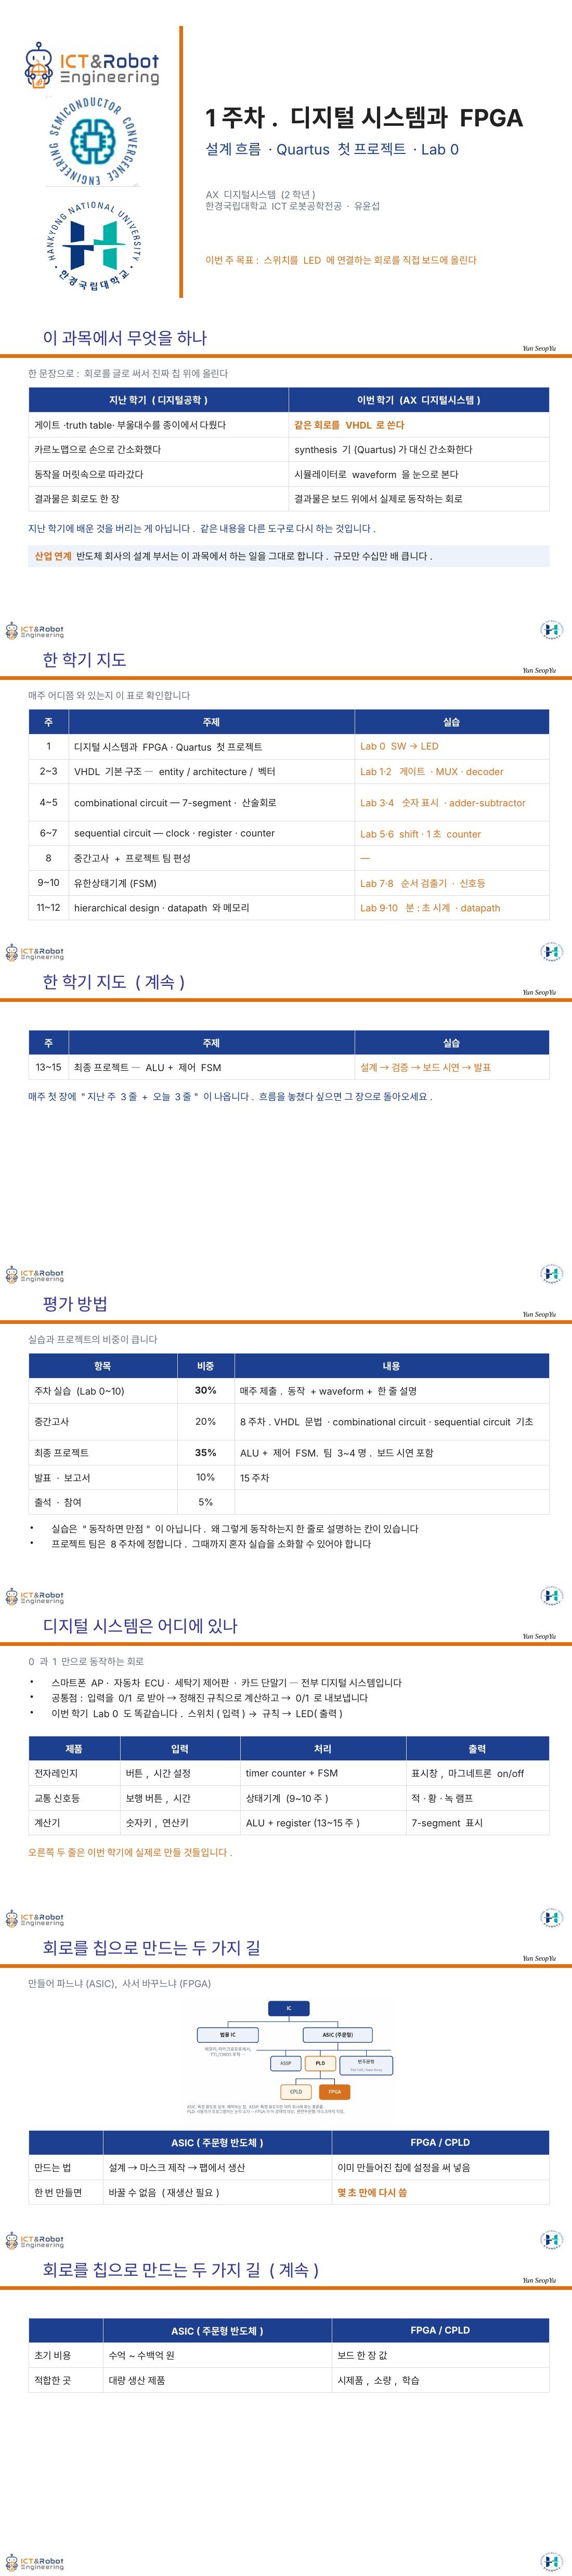 ICT&Robot
Engineering
SEMICONDUCTOR CONVERGENCE ENGINEERING
HANKYONG NATIONAL UNIVERSITY
한경국립대학교
1주차. 디지털 시스템과 FPGA
설계 흐름 · Quartus 첫 프로젝트 · Lab 0
AX 디지털시스템 (2학년)
한경국립대학교 ICT로봇공학전공 · 유윤섭
이번 주 목표: 스위치를 LED 에 연결하는 회로를 직접 보드에 올린다
이 과목에서 무엇을 하나
Yun SeopYu
한 문장으로: 회로를 글로 써서 진짜 칩 위에 올린다
지난 학기 (디지털공학) 이번 학기 (AX 디지털시스템)
게이트 ·truth table· 부울대수를 종이에서 다뤘다 같은 회로를 VHDL 로 쓴다
카르노맵으로 손으로 간소화했다 synthesis 기(Quartus)가 대신 간소화한다
동작을 머릿속으로 따라갔다 시뮬레이터로 waveform 을 눈으로 본다
결과물은 회로도 한 장 결과물은 보드 위에서 실제로 동작하는 회로
지난 학기에 배운 것을 버리는 게 아닙니다. 같은 내용을 다른 도구로 다시 하는 것입니다.
산업 연계 반도체 회사의 설계 부서는 이 과목에서 하는 일을 그대로 합니다. 규모만 수십만 배 큽니다.
ICT&Robot
Engineering
한 학기 지도
Yun SeopYu
매주 어디쯤 와 있는지 이 표로 확인합니다
주 주제 실습
1 디지털 시스템과 FPGA · Quartus 첫 프로젝트 Lab 0 SW → LED
2~3 VHDL 기본 구조 — entity / architecture / 벡터 Lab 1·2 게이트 · MUX · decoder
4~5 combinational circuit — 7-segment · 산술회로 Lab 3·4 숫자 표시 · adder-subtractor
6~7 sequential circuit — clock · register · counter Lab 5·6 shift · 1초 counter
8 중간고사 + 프로젝트 팀 편성 —
9~10 유한상태기계 (FSM) Lab 7·8 순서 검출기 · 신호등
11~12 hierarchical design · datapath 와 메모리 Lab 9·10 분:초 시계 · datapath
ICT&Robot
Engineering
한 학기 지도 (계속)
Yun SeopYu
주 주제 실습
13~15 최종 프로젝트 — ALU + 제어 FSM 설계 → 검증 → 보드 시연 → 발표
매주 첫 장에 "지난 주 3줄 + 오늘 3줄" 이 나옵니다. 흐름을 놓쳤다 싶으면 그 장으로 돌아오세요.
ICT&Robot
Engineering
평가 방법
Yun SeopYu
실습과 프로젝트의 비중이 큽니다
항목 비중 내용
주차 실습 (Lab 0~10) 30% 매주 제출. 동작 + waveform + 한 줄 설명
중간고사 20% 8주차. VHDL 문법 · combinational circuit · sequential circuit 기초
최종 프로젝트 35% ALU + 제어 FSM. 팀 3~4명. 보드 시연 포함
발표 · 보고서 10% 15주차
출석 · 참여 5%
• 실습은 "동작하면 만점" 이 아닙니다. 왜 그렇게 동작하는지 한 줄로 설명하는 칸이 있습니다
• 프로젝트 팀은 8주차에 정합니다. 그때까지 혼자 실습을 소화할 수 있어야 합니다
ICT&Robot
Engineering
디지털 시스템은 어디에 있나
Yun SeopYu
0 과 1 만으로 동작하는 회로
• 스마트폰 AP · 자동차 ECU · 세탁기 제어판 · 카드 단말기 — 전부 디지털 시스템입니다
• 공통점: 입력을 0/1 로 받아 → 정해진 규칙으로 계산하고 → 0/1 로 내보냅니다
• 이번 학기 Lab 0 도 똑같습니다. 스위치(입력) → 규칙 → LED(출력)
제품 입력 처리 출력
전자레인지 버튼, 시간 설정 timer counter + FSM 표시창, 마그네트론 on/off
교통 신호등 보행 버튼, 시간 상태기계 (9~10주) 적·황·녹 램프
계산기 숫자키, 연산키 ALU + register (13~15주) 7-segment 표시
오른쪽 두 줄은 이번 학기에 실제로 만들 것들입니다.
ICT&Robot
Engineering
회로를 칩으로 만드는 두 가지 길
Yun SeopYu
만들어 파느냐 (ASIC), 사서 바꾸느냐 (FPGA)
IC
범용 IC ASIC (주문형)
ASSP PLD 반주문형
CPLD FPGA
ASIC (주문형 반도체) FPGA / CPLD
만드는 법 설계 → 마스크 제작 → 팹에서 생산 이미 만들어진 칩에 설정을 써 넣음
한 번 만들면 바꿀 수 없음 (재생산 필요) 몇 초 만에 다시 씀
ICT&Robot
Engineering
회로를 칩으로 만드는 두 가지 길 (계속)
Yun SeopYu
ASIC (주문형 반도체) FPGA / CPLD
초기 비용 수억 ~ 수백억 원 보드 한 장 값
적합한 곳 대량 생산 제품 시제품, 소량, 학습
ICT&Robot
Engineering